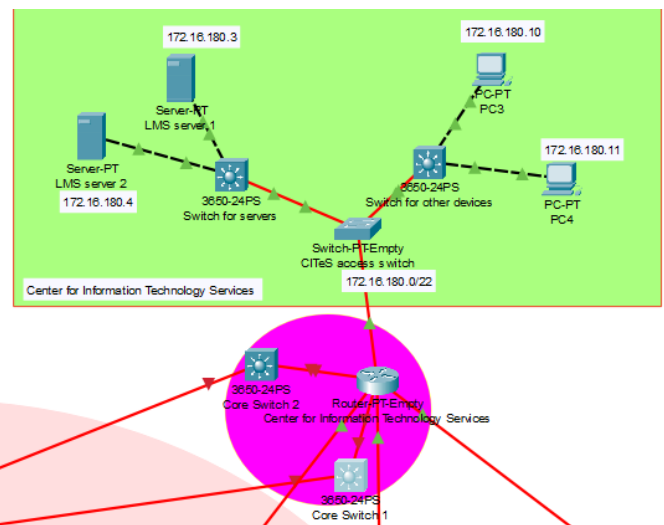 172.16.180.3
172.16.180.10
Server-PT
LMS server 1
PC-PT
PC3
Server-PT
LMS server 2
172.16.180.4
3650-24PS
Switch for servers
3650-24PS
Switch for other devices
172.16.180.11
PC-PT
PC4
Switch-PT-Empty
CITeS access switch
172.16.180.0/22
Center for Information Technology Services
3650-24PS
Core Switch 2
Router-PT-Empty
Center for Information Technology Services
3650-24PS
Core Switch 1